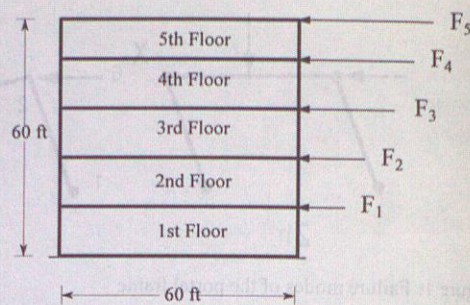 5th Floor
4th Floor
3rd Floor
2nd Floor
1st Floor
F5
F4
F3
F2
F1
60 ft
60 ft